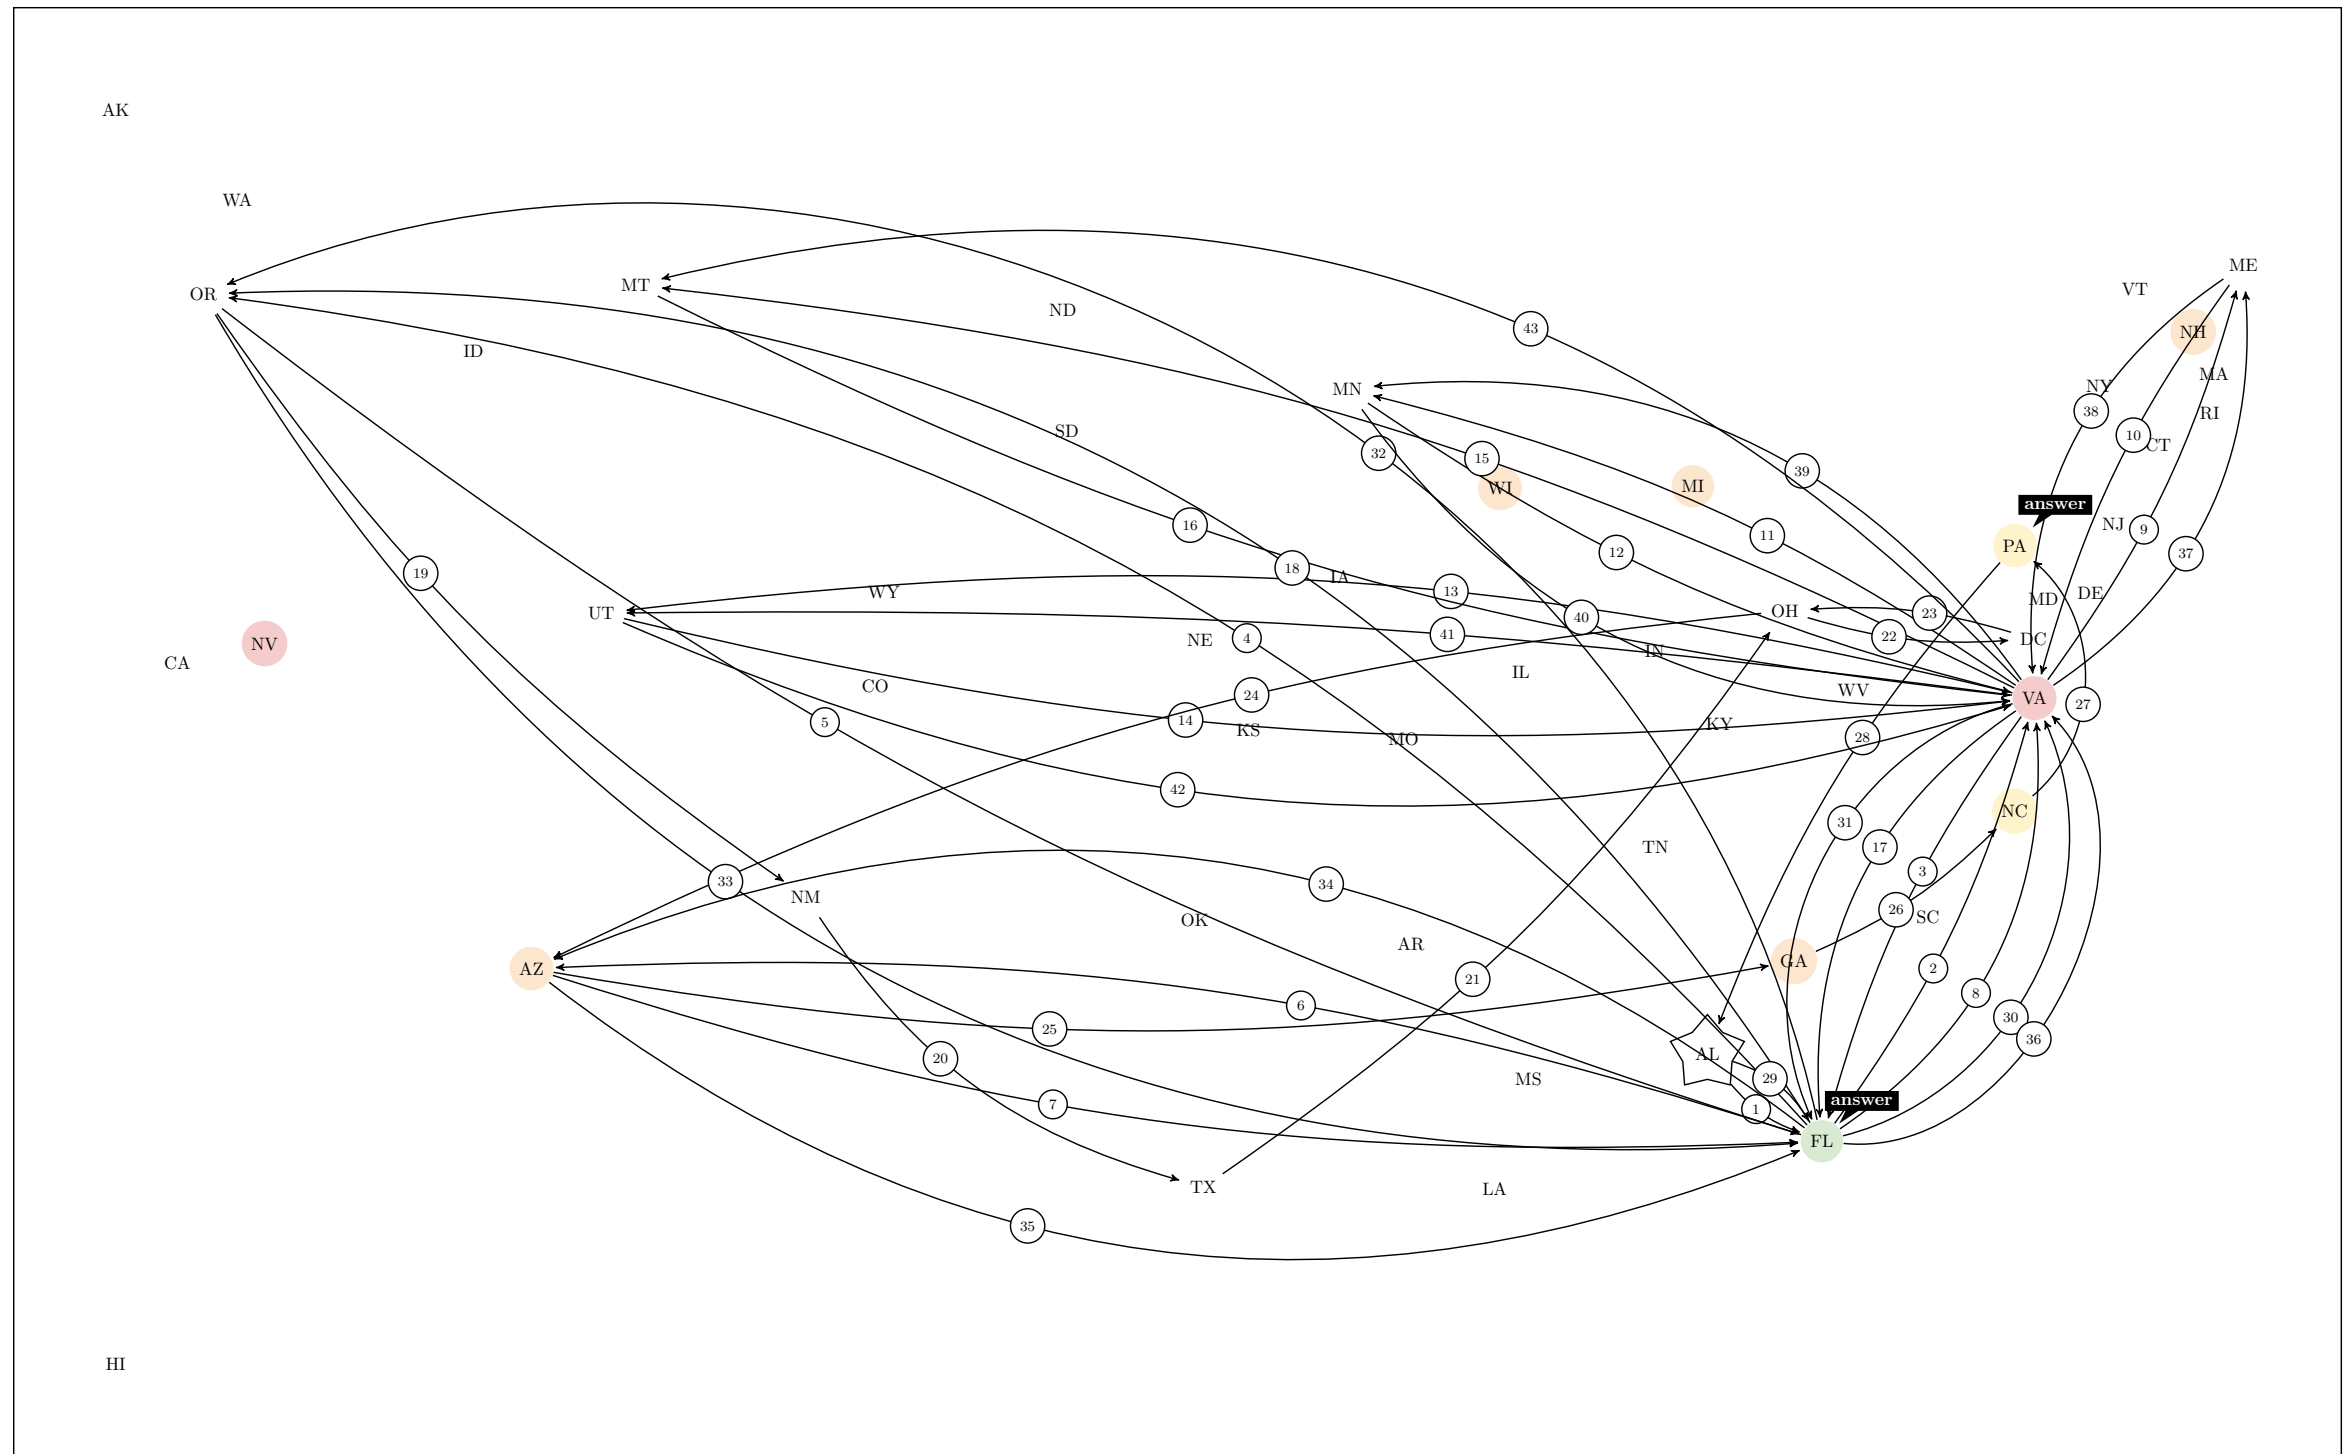 AK
WA
ME
MT
VT
OR
ND
43
NH
ID
MA
NY
MN
38
RI
SD
10
CT
32
15
39
MI
WI
answer
16
NJ
9
11
PA
12
37
18
19
IA
13
WY
DE
MD
UT
OH
23
40
41
22
4
NE
DC
NV
IN
CA
IL
CO
WV
24
VA
27
14
5
KY
KS
28
MO
42
NC
31
17
TN
3
33
34
NM
26
SC
OK
AR
GA
AZ
2
21
8
6
30
25
36
AL
20
29
MS
answer
7
1
FL
TX
LA
35
HI